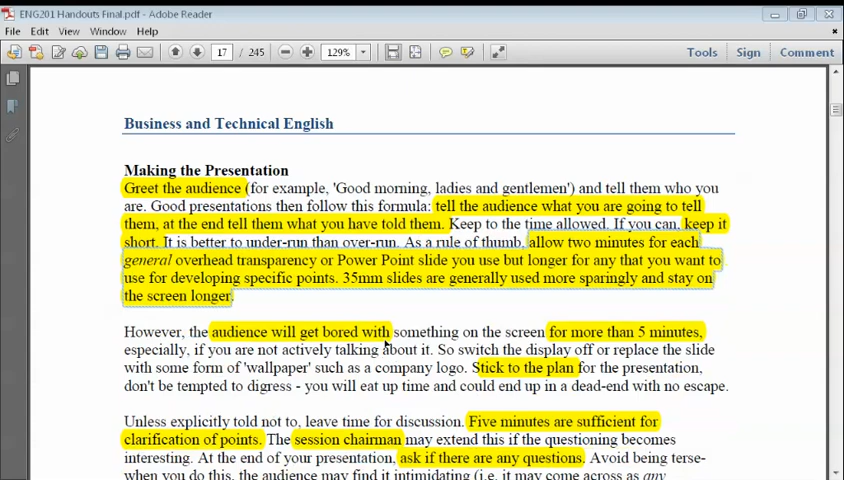 ENG201 Handouts Final.pdf - Adobe Reader
File Edit View Window Help
17 / 245 129% Tools Sign Comment
Business and Technical English
Making the Presentation
Greet the audience (for example, 'Good morning, ladies and gentlemen') and tell them who you
are. Good presentations then follow this formula: tell the audience what you are going to tell
them, at the end tell them what you have told them. Keep to the time allowed. If you can, keep it
short. It is better to under-run than over-run. As a rule of thumb, allow two minutes for each
general overhead transparency or Power Point slide you use but longer for any that you want to
use for developing specific points. 35mm slides are generally used more sparingly and stay on
the screen longer.
However, the audience will get bored with something on the screen for more than 5 minutes,
especially, if you are not actively talking about it. So switch the display off or replace the slide
with some form of 'wallpaper' such as a company logo. Stick to the plan for the presentation,
don't be tempted to digress - you will eat up time and could end up in a dead-end with no escape.
Unless explicitly told not to, leave time for discussion. Five minutes are sufficient for
clarification of points. The session chairman may extend this if the questioning becomes
interesting. At the end of your presentation, ask if there are any questions. Avoid being terse-
when you do this, the audience may find it intimidating (i.e. it may come across as any